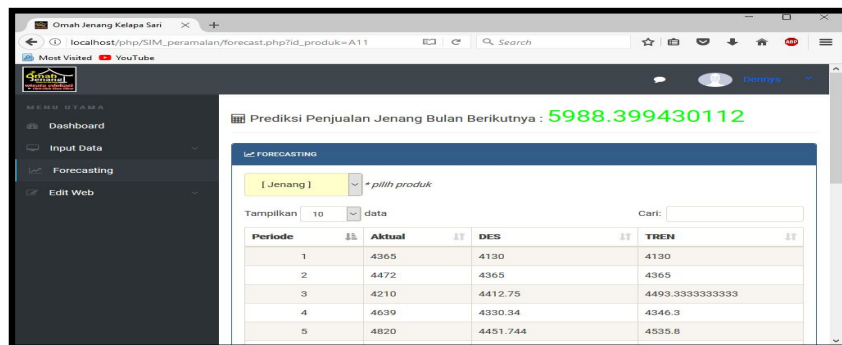 Omah Jenang Kelapa Sari
localhost/php/SIM_peramalan/forecast.php?id_produk=A11
Search
ABP
Most Visited YouTube
Omah
Jenang
Dennys
MENU UTAMA
Dashboard
Input Data
Forecasting
Edit Web
Prediksi Penjualan Jenang Bulan Berikutnya : 5988.399430112
FORECASTING
[ Jenang ] * pilih produk
Tampilkan 10 data Cari:
Periode Aktual DES TREN
1 4365 4130 4130
2 4472 4365 4365
3 4210 4412.75 4493.3333333333
4 4639 4330.34 4346.3
5 4820 4451.744 4535.8